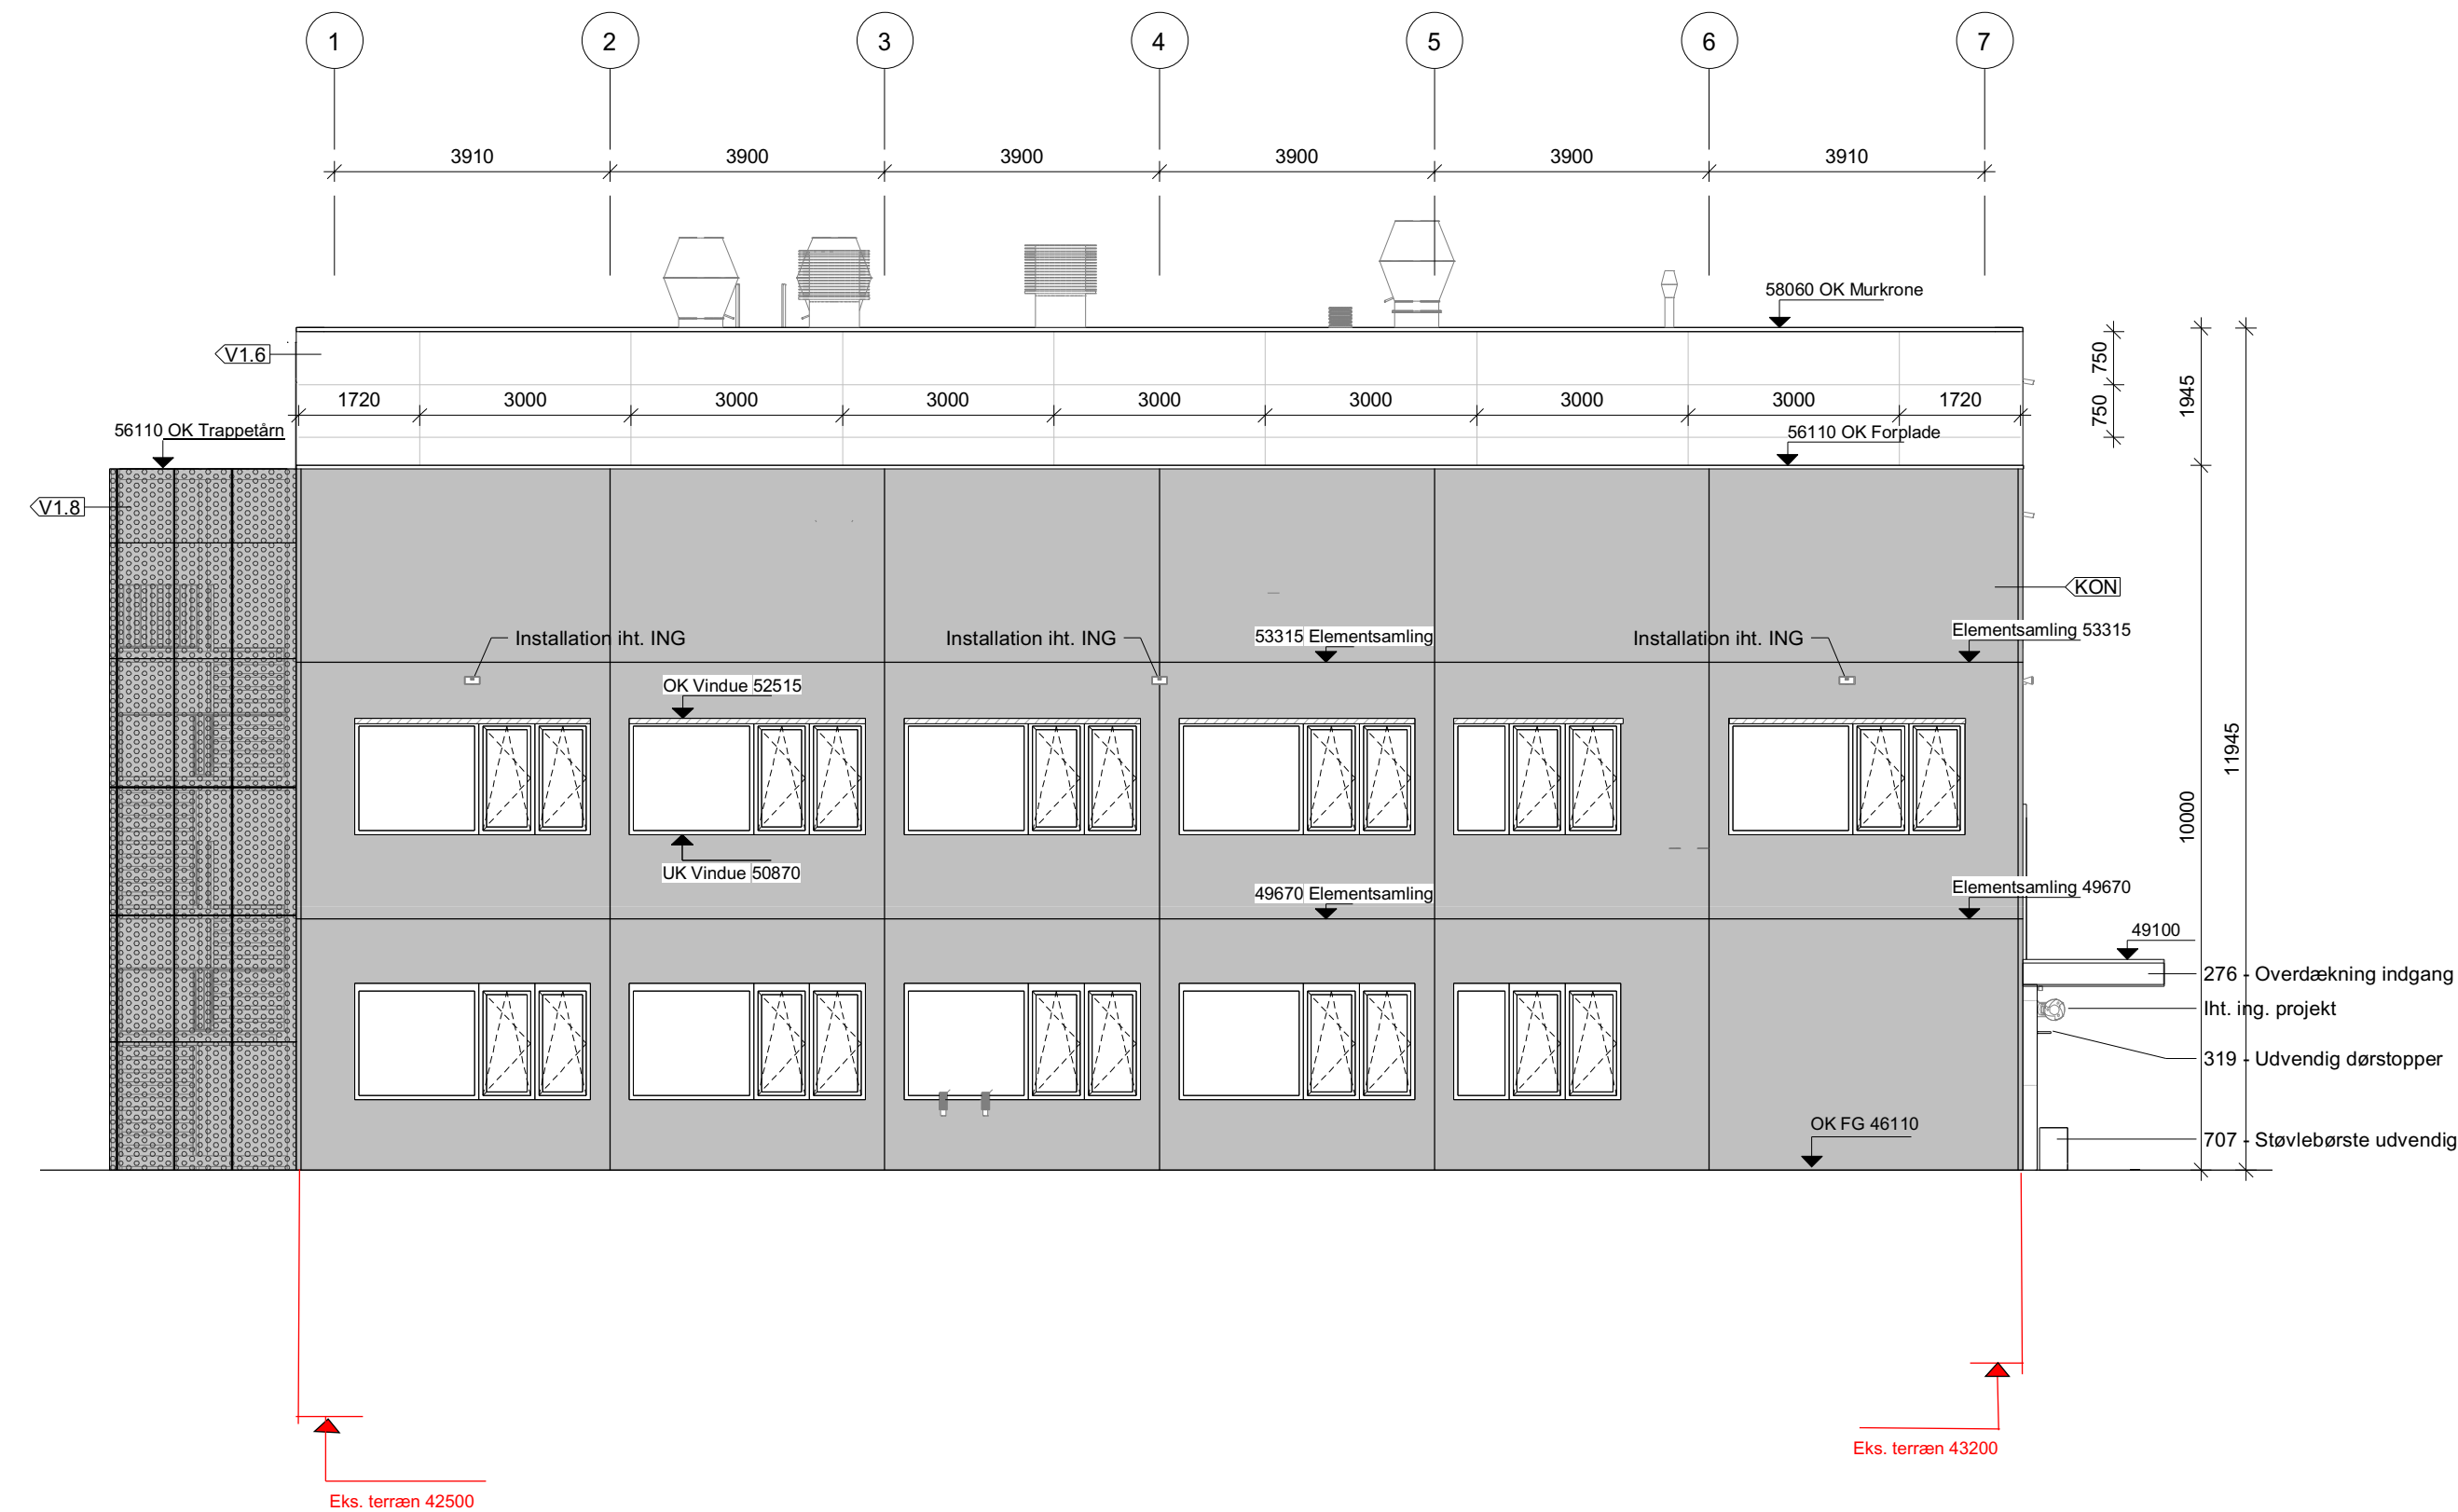 1 2 3 4 5 6 7
3910 3900 3900 3900 3900 3910
58060 OK Murkrone
V1.6
750
750
1945
1720 3000 3000 3000 3000 3000 3000 3000 1720
56110 OK Trappetårn
56110 OK Forplade
V1.8
KON
Installation iht. ING
Installation iht. ING
53315 Elementsamling
Installation iht. ING
Elementsamling 53315
OK Vindue 52515
11945
10000
UK Vindue 50870
49670 Elementsamling
Elementsamling 49670
49100
276 - Overdækning indgang
Iht. ing. projekt
319 - Udvendig dørstopper
OK FG 46110
707 - Støvlebørste udvendig
Eks. terræn 43200
Eks. terræn 42500